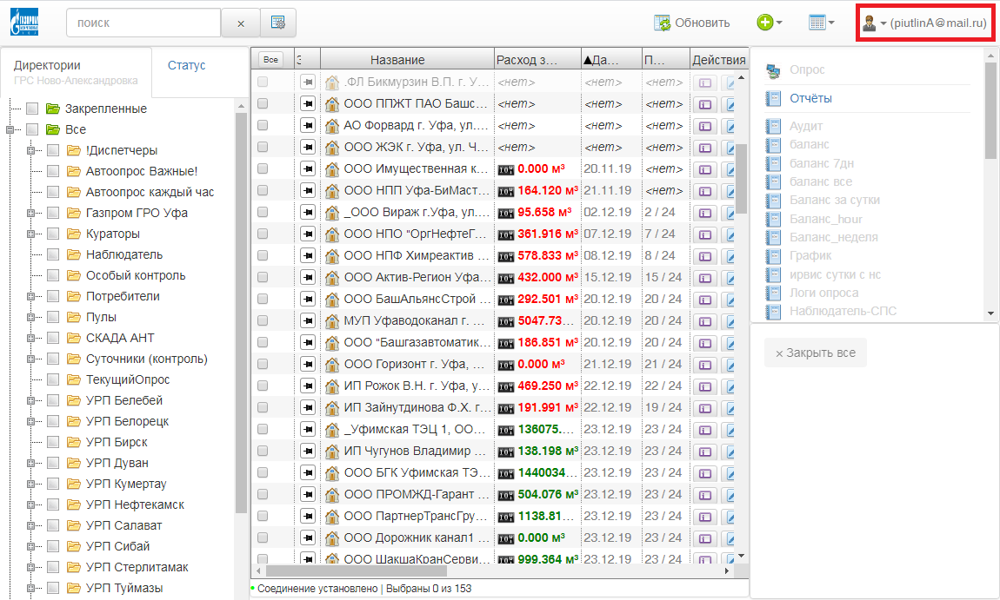 ГАЗПРОМ
поиск
×
Обновить
(piutlinA@mail.ru)
Директории
ГРС Ново-Александровка
Статус
Закрепленные
Все
!Диспетчеры
Автоопрос Важные!
Автоопрос каждый час
Газпром ГРО Уфа
Кураторы
Наблюдатель
Особый контроль
Потребители
Пулы
СКАДА АНТ
Суточники (контроль)
ТекущийОпрос
УРП Белебей
УРП Белорецк
УРП Бирск
УРП Дуван
УРП Кумертау
УРП Нефтекамск
УРП Салават
УРП Сибай
УРП Стерлитамак
УРП Туймазы
Все Название Расход з... ▲Да... П... Действия
.ФЛ Бикмурзин В.П. г. У... <нет> <нет> <нет>
ООО ППЖТ ПАО Башс... <нет> <нет> <нет>
АО Форвард г. Уфа, ул.... <нет> <нет> <нет>
ООО ЖЭК г. Уфа, ул. Ч... <нет> <нет> <нет>
ООО Имущественная к... 0.000 м³ 20.11.19 <нет>
ООО НПП Уфа-БиМаст... 164.120 м³ 21.11.19 <нет>
_ООО Вираж г.Уфа, ул.... 95.658 м³ 02.12.19 2 / 24
ООО НПО "ОргНефтеГ... 361.916 м³ 07.12.19 7 / 24
ООО НПФ Химреактив ... 578.833 м³ 08.12.19 8 / 24
ООО Актив-Регион Уфа... 432.000 м³ 15.12.19 15 / 24
ООО БашАльянсСтрой ... 292.501 м³ 20.12.19 20 / 24
МУП Уфаводоканал г. ... 5047.73... 20.12.19 20 / 24
ООО "Башгазавтоматик... 186.851 м³ 20.12.19 20 / 24
ООО Горизонт г. Уфа, ... 0.000 м³ 21.12.19 21 / 24
ИП Рожок В.Н. г. Уфа, у... 469.250 м³ 22.12.19 22 / 24
ИП Зайнутдинова Ф.Х. г... 191.991 м³ 22.12.19 19 / 24
_Уфимская ТЭЦ 1, ОО... 136075.... 23.12.19 23 / 24
ИП Чугунов Владимир ... 138.198 м³ 23.12.19 23 / 24
ООО БГК Уфимская ТЭ... 1440034... 23.12.19 23 / 24
ООО ПРОМЖД-Гарант ... 504.076 м³ 23.12.19 23 / 24
ООО ПартнерТрансГру... 1138.81... 23.12.19 23 / 24
ООО Дорожник канал1 ... 0.000 м³ 23.12.19 23 / 24
ООО ШакшаКранСерви... 999.364 м³ 23.12.19 23 / 24
Соединение установлено | Выбраны 0 из 153
Опрос
Отчёты
Аудит
баланс
баланс 7дн
баланс все
Баланс за сутки
Баланс_hour
Баланс_неделя
График
ирвис сутки с нс
Логи опроса
Наблюдатель-СПС
× Закрыть все